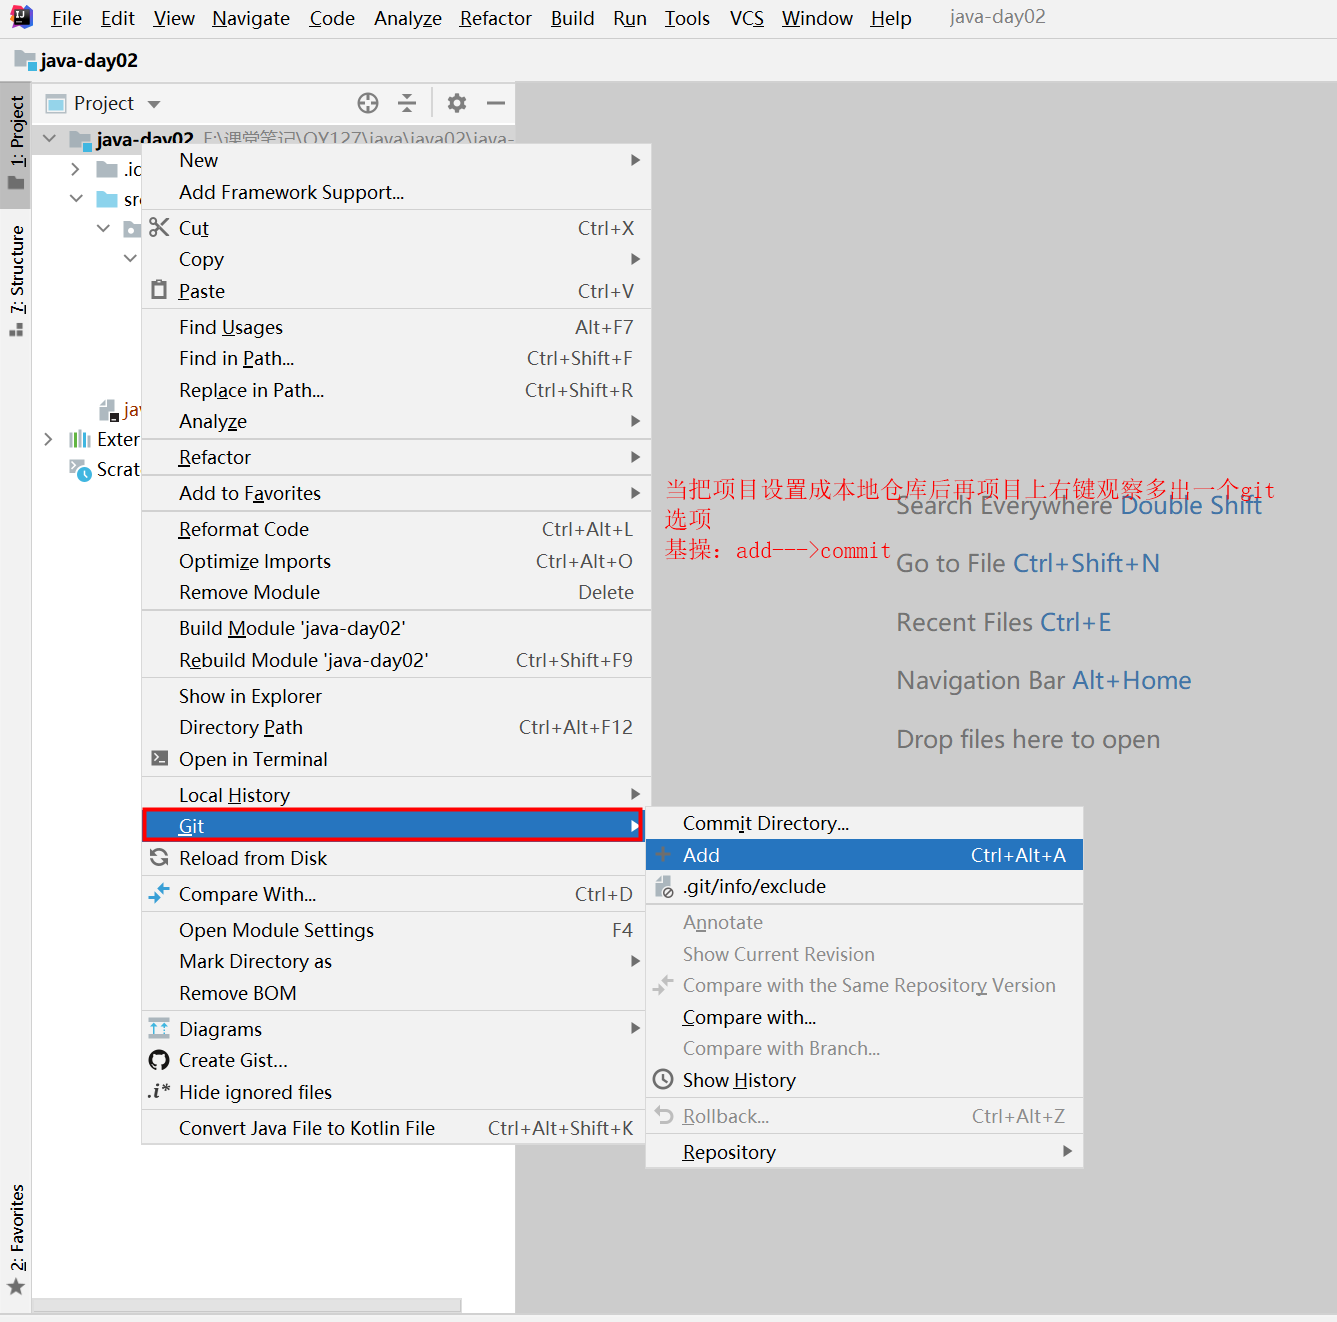 File Edit View Navigate Code Analyze Refactor Build Run Tools VCS Window Help java-day02
java-day02
Project
1: Project
7: Structure
2: Favorites
java-day02 F:\课堂笔记\QY127\java\java02\java-
.ic
src
jav
Exter
Scrat
New
Add Framework Support...
Cut Ctrl+X
Copy
Paste Ctrl+V
Find Usages Alt+F7
Find in Path... Ctrl+Shift+F
Replace in Path... Ctrl+Shift+R
Analyze
Refactor
Add to Favorites
Reformat Code Ctrl+Alt+L
Optimize Imports Ctrl+Alt+O
Remove Module Delete
Build Module 'java-day02'
Rebuild Module 'java-day02' Ctrl+Shift+F9
Show in Explorer
Directory Path Ctrl+Alt+F12
Open in Terminal
Local History
Git
Reload from Disk
Compare With... Ctrl+D
Open Module Settings F4
Mark Directory as
Remove BOM
Diagrams
Create Gist...
.i* Hide ignored files
Convert Java File to Kotlin File Ctrl+Alt+Shift+K
当把项目设置成本地仓库后再项目上右键观察多出一个git
选项
基操：add--->commit
Search Everywhere Double Shift
Go to File Ctrl+Shift+N
Recent Files Ctrl+E
Navigation Bar Alt+Home
Drop files here to open
Commit Directory...
Add Ctrl+Alt+A
.git/info/exclude
Annotate
Show Current Revision
Compare with the Same Repository Version
Compare with...
Compare with Branch...
Show History
Rollback... Ctrl+Alt+Z
Repository